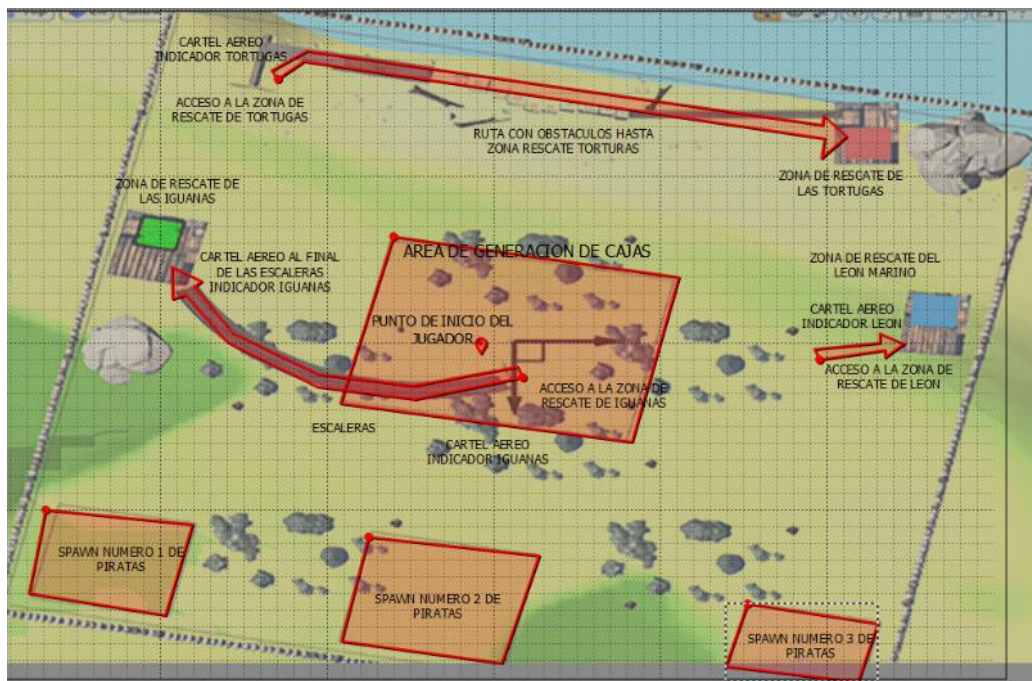 CARTEL AEREO
INDICADOR TORTUGAS
ACCESO A LA ZONA DE
RESCATE DE TORTUGAS
RUTA CON OBSTACULOS HASTA
ZONA RESCATE TORTURAS
ZONA DE RESCATE DE
LAS TORTUGAS
ZONA DE RESCATE DE
LAS IGUANAS
CARTEL AEREO AL FINAL
DE LAS ESCALERAS
INDICADOR IGUANAS
AREA DE GENERACION DE CAJAS
PUNTO DE INICIO DEL
JUGADOR
ZONA DE RESCATE DEL
LEON MARINO
CARTEL AEREO
INDICADOR LEON
ACCESO A LA ZONA DE
RESCATE DE LEON
ACCESO A LA ZONA DE
RESCATE DE IGUANAS
ESCALERAS
CARTEL AEREO
INDICADOR IGUANAS
SPAWN NUMERO 1 DE
PIRATAS
SPAWN NUMERO 2 DE
PIRATAS
SPAWN NUMERO 3 DE
PIRATAS